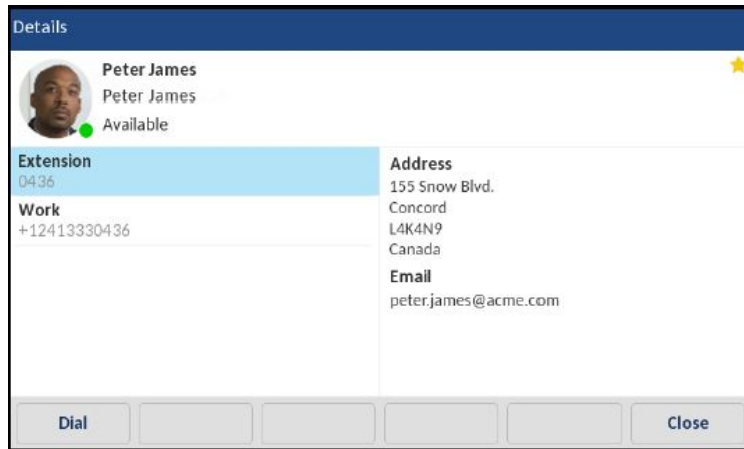 Details
Peter James
Peter James
Available
Extension
0436
Work
+12413330436
Address
155 Snow Blvd.
Concord
L4K4N9
Canada
Email
peter.james@acme.com
Dial
Close